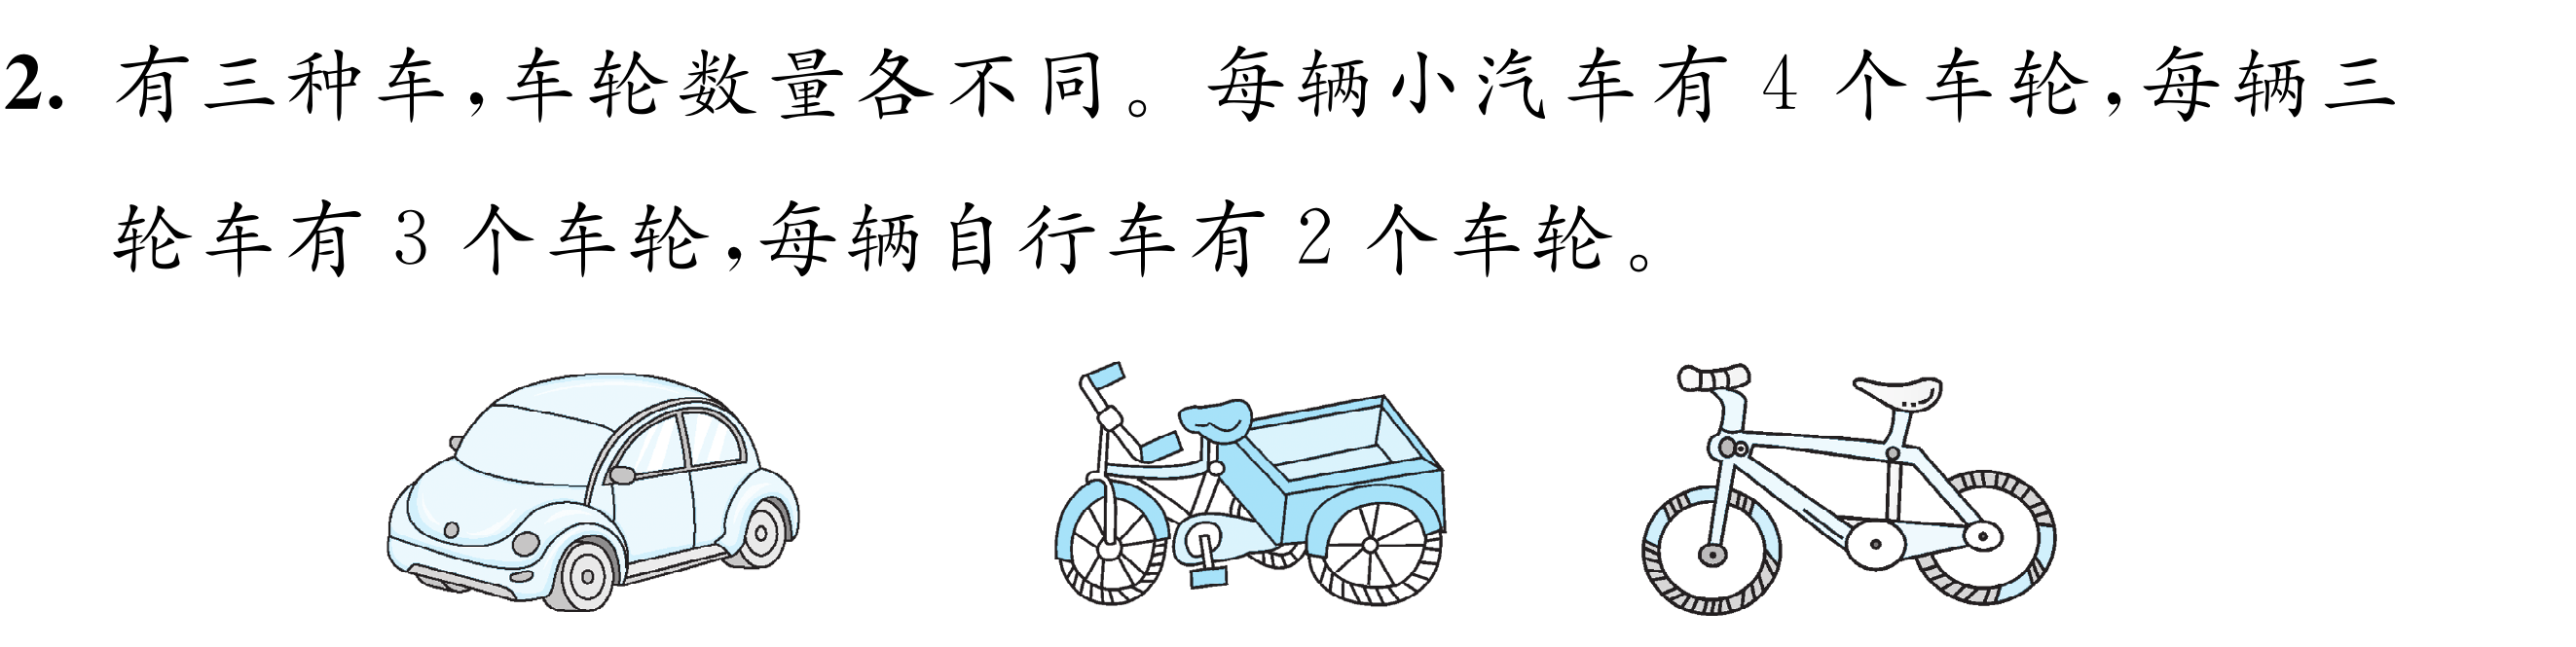 2. 有三种车,车轮数量各不同。每辆小汽车有 4 个车轮,每辆三
轮车有 3 个车轮,每辆自行车有 2 个车轮。